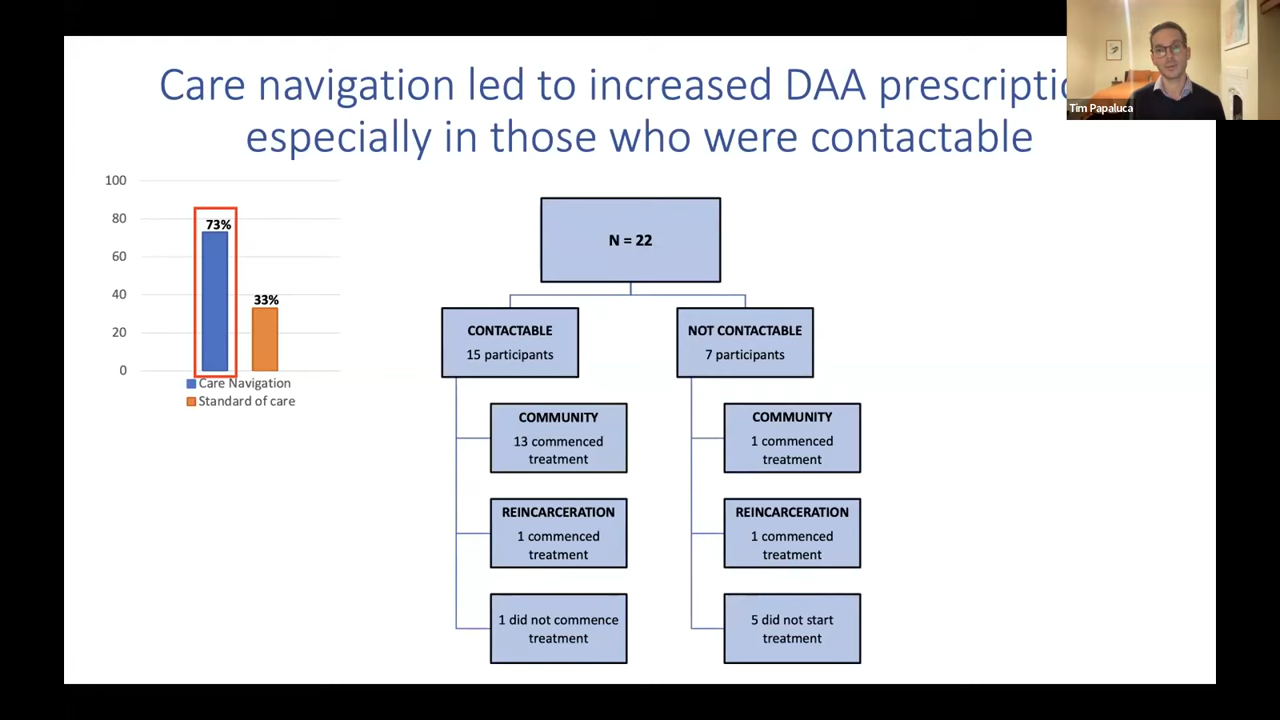 Care navigation led to increased DAA
especially in those who were contactable
Tim Papaluca
100
80
60
40
20
0
73%
33%
Care Navigation
Standard of care
N = 22
CONTACTABLE
15 participants
NOT CONTACTABLE
7 participants
COMMUNITY
13 commenced
treatment
COMMUNITY
1 commenced
treatment
REINCARCERATION
1 commenced
treatment
REINCARCERATION
1 commenced
treatment
1 did not commence
treatment
5 did not start
treatment